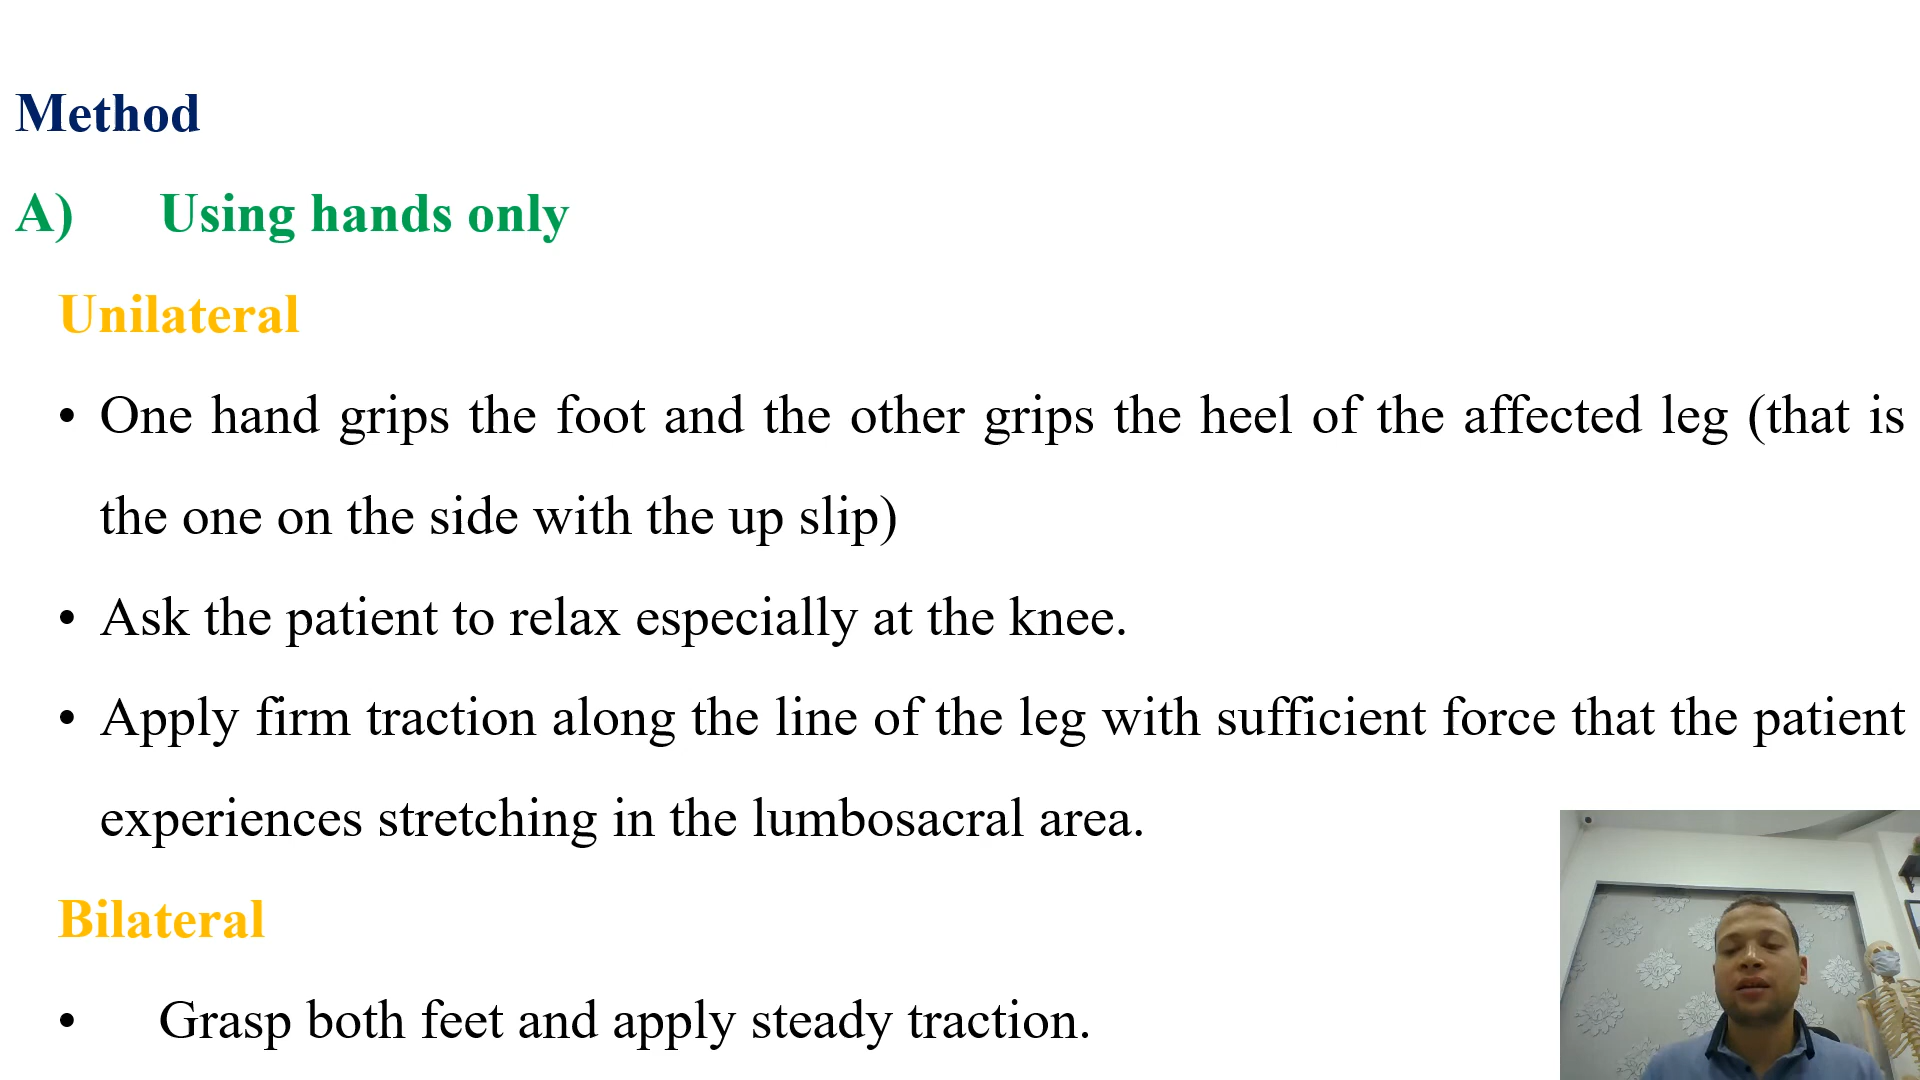 Method
A) Using hands only
Unilateral
• One hand grips the foot and the other grips the heel of the affected leg (that is
the one on the side with the up slip)
• Ask the patient to relax especially at the knee.
• Apply firm traction along the line of the leg with sufficient force that the patient
experiences stretching in the lumbosacral area.
Bilateral
• Grasp both feet and apply steady traction.